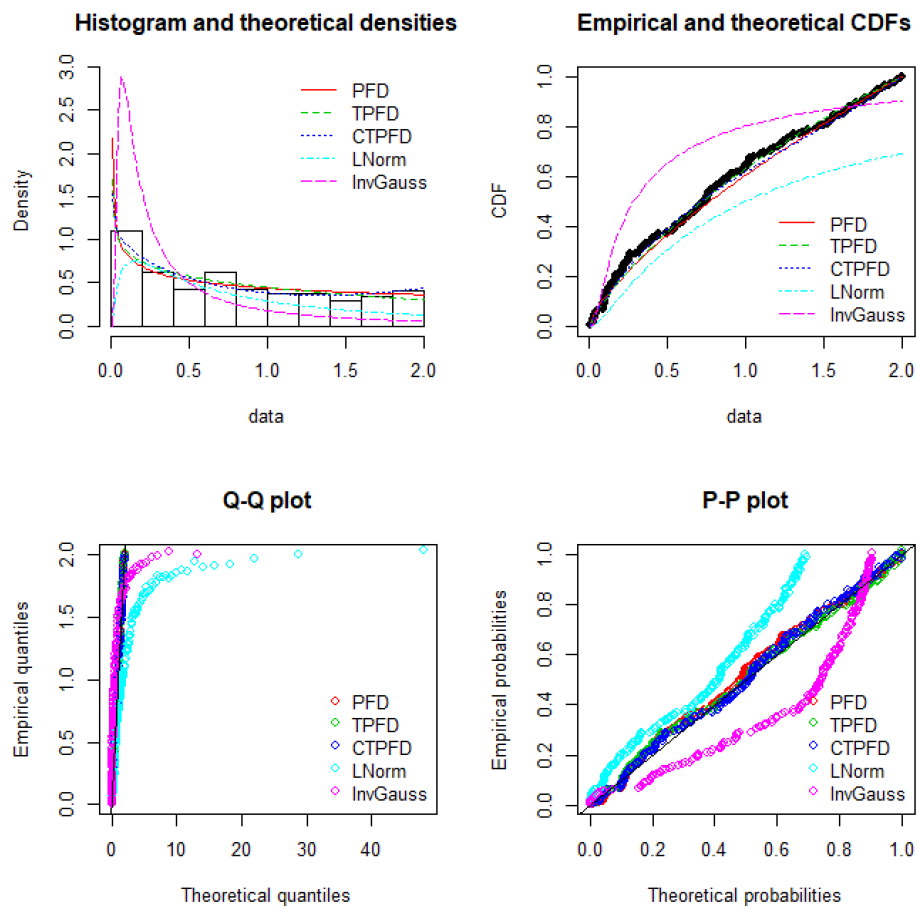 Histogram and theoretical densities
Density
0.0 0.5 1.0 1.5 2.0 2.5 3.0
PFD
TPFD
CTPFD
LNorm
InvGauss
0.0 0.5 1.0 1.5 2.0
data
Empirical and theoretical CDFs
CDF
0.0 0.2 0.4 0.6 0.8 1.0
PFD
TPFD
CTPFD
LNorm
InvGauss
0.0 0.5 1.0 1.5 2.0
data
Q-Q plot
Empirical quantiles
0.0 0.5 1.0 1.5 2.0
PFD
TPFD
CTPFD
LNorm
InvGauss
0 10 20 30 40
Theoretical quantiles
P-P plot
Empirical probabilities
0.0 0.2 0.4 0.6 0.8 1.0
PFD
TPFD
CTPFD
LNorm
InvGauss
0.0 0.2 0.4 0.6 0.8 1.0
Theoretical probabilities